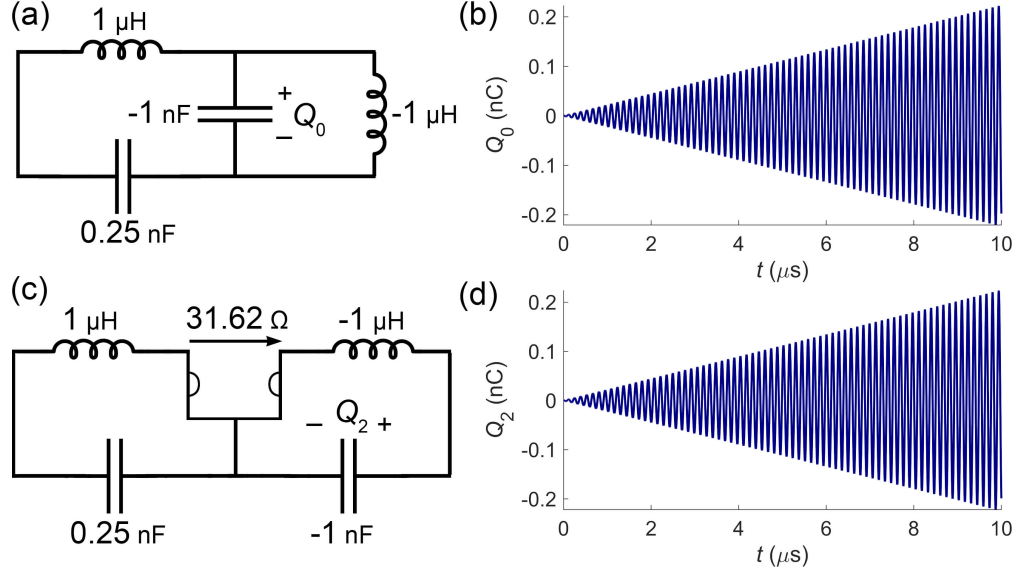 (a)
1 µH
-1 nF
+
Q0
−
-1 µH
0.25 nF
(b)
Q0 (nC)
0.2
0.1
0
-0.1
-0.2
0 2 4 6 8 10
t (µs)
(c)
1 µH
31.62 Ω
-1 µH
− Q2 +
0.25 nF
-1 nF
(d)
Q2 (nC)
0.2
0.1
0
-0.1
-0.2
0 2 4 6 8 10
t (µs)